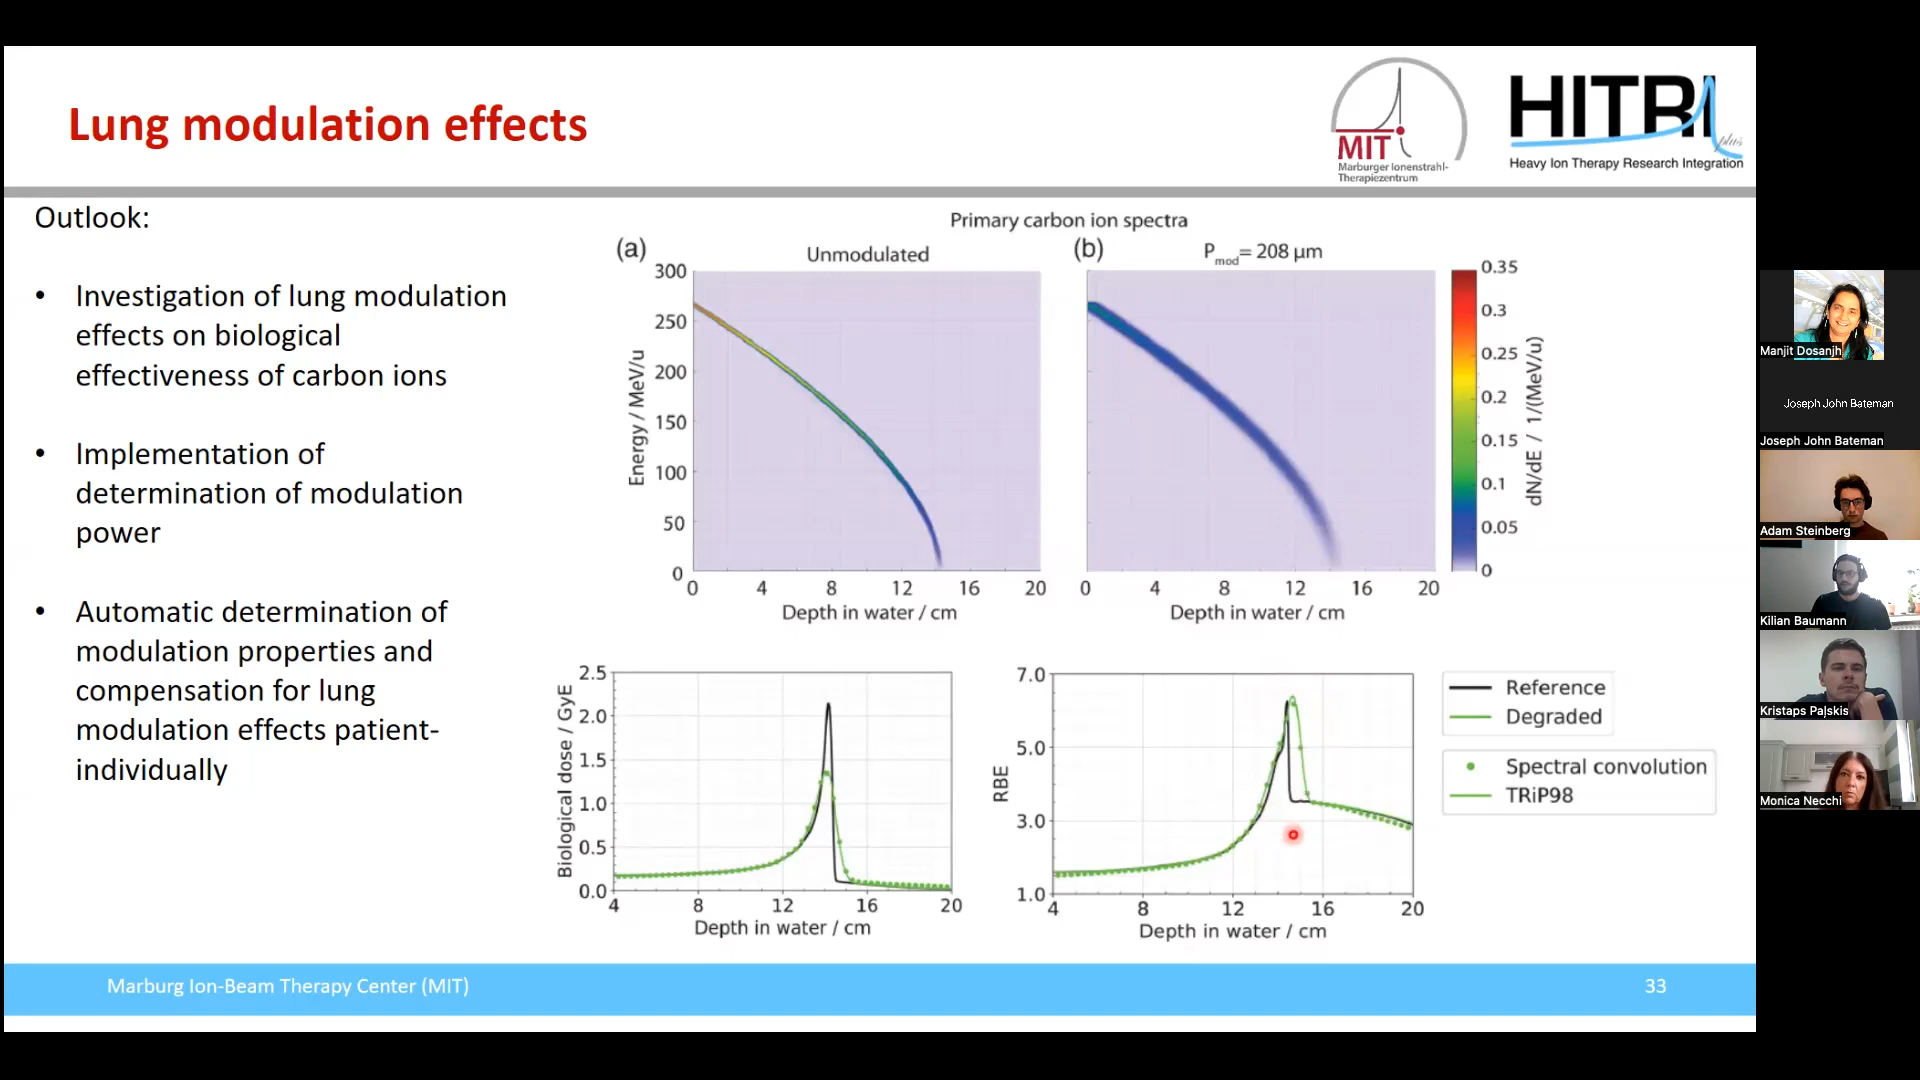 Lung modulation effects
MIT
Marburger Ionenstrahl-
Therapiezentrum
HITRI
plus
Heavy Ion Therapy Research Integration
Outlook:
• Investigation of lung modulation
effects on biological
effectiveness of carbon ions
• Implementation of
determination of modulation
power
• Automatic determination of
modulation properties and
compensation for lung
modulation effects patient-
individually
Primary carbon ion spectra
(a)
Unmodulated
300
250
200
150
100
50
0
Energy / MeV/u
0 4 8 12 16 20
Depth in water / cm
(b)
Pmod= 208 µm
0 4 8 12 16 20
Depth in water / cm
0.35
0.3
0.25
0.2
0.15
0.1
0.05
0
dN/dE / 1/(MeV/u)
2.5
2.0
1.5
1.0
0.5
0.0
Biological dose / GyE
4 8 12 16 20
Depth in water / cm
7.0
5.0
3.0
1.0
RBE
4 8 12 16 20
Depth in water / cm
Reference
Degraded
Spectral convolution
TRiP98
Marburg Ion-Beam Therapy Center (MIT)
33
Manjit Dosanjh
Joseph John Bateman
Joseph John Bateman
Adam Steinberg
Kilian Baumann
Kristaps Paļskis
Monica Necchi